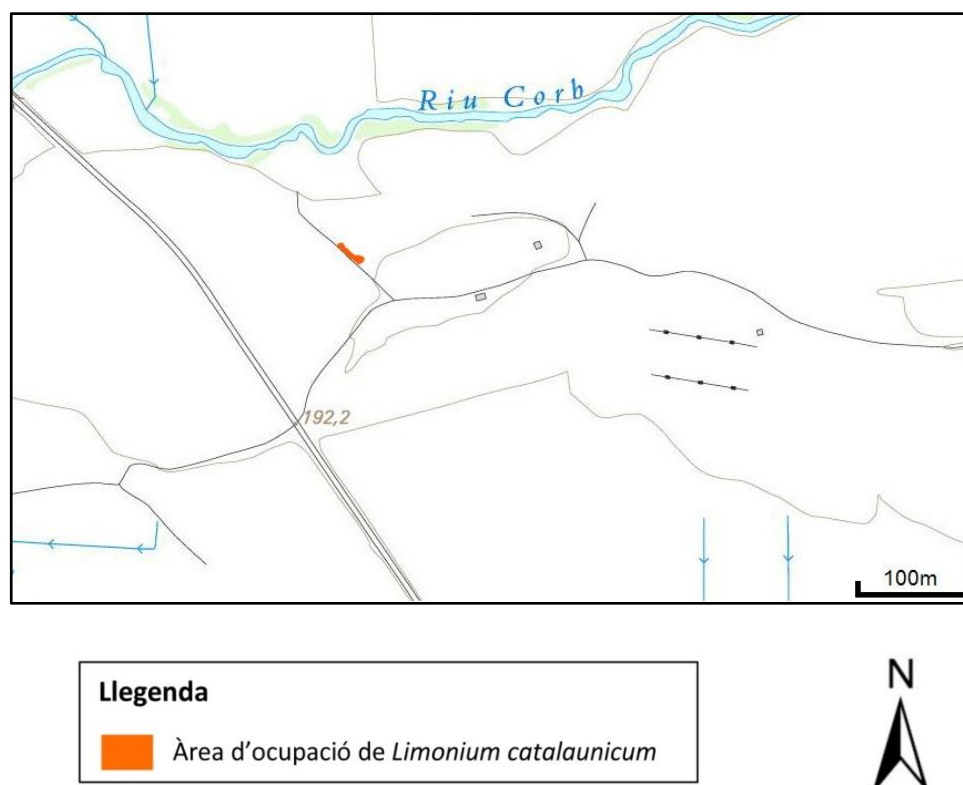 Riu Corb
192,2
100m
Llegenda
Àrea d'ocupació de Limonium catalaunicum
N